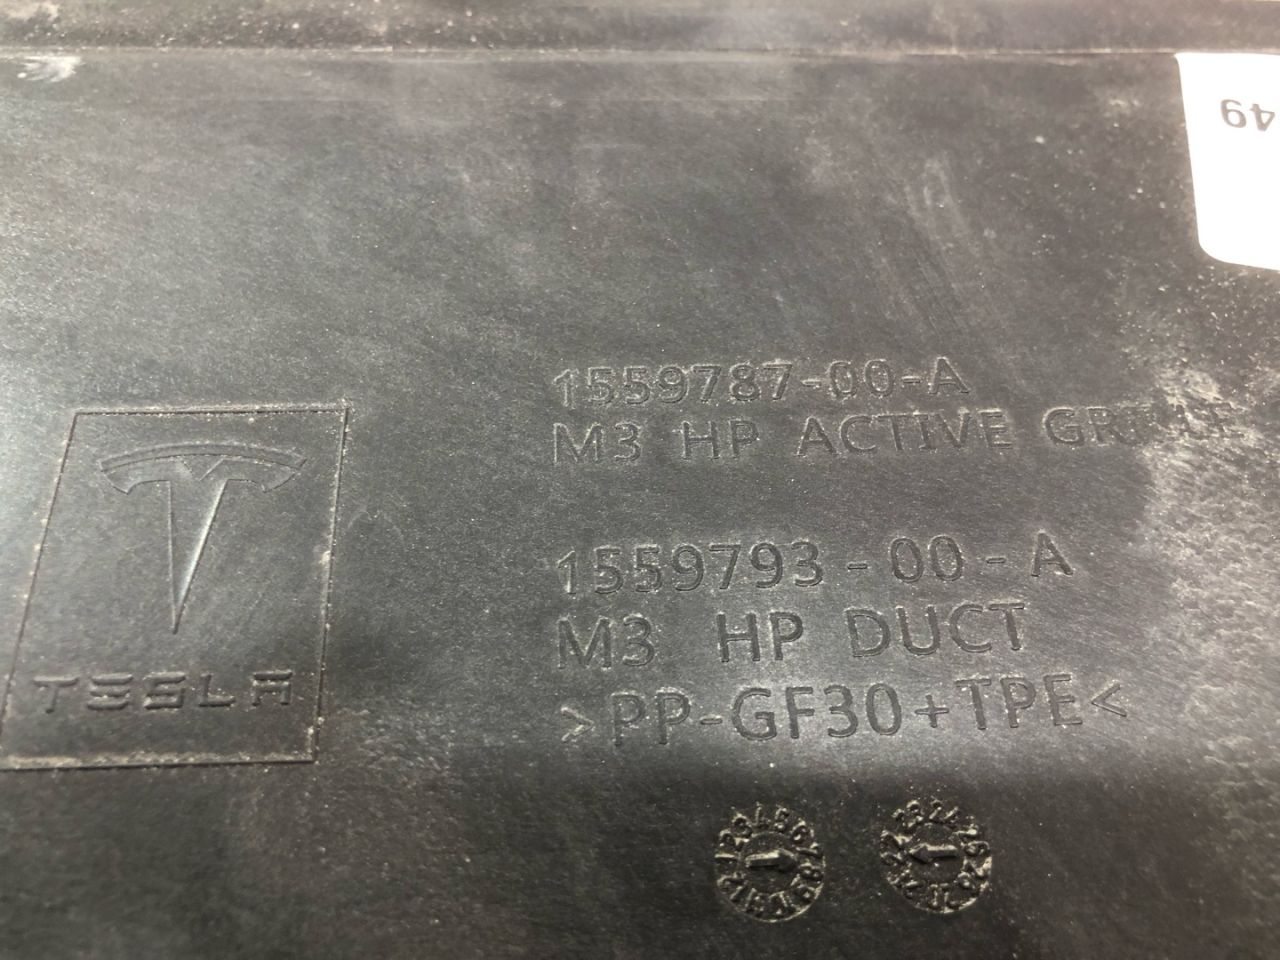 49
1559787-00-A
M3 HP ACTIVE GRILLE
TESLA
1559793-00-A
M3 HP DUCT
>PP-GF30+TPE<